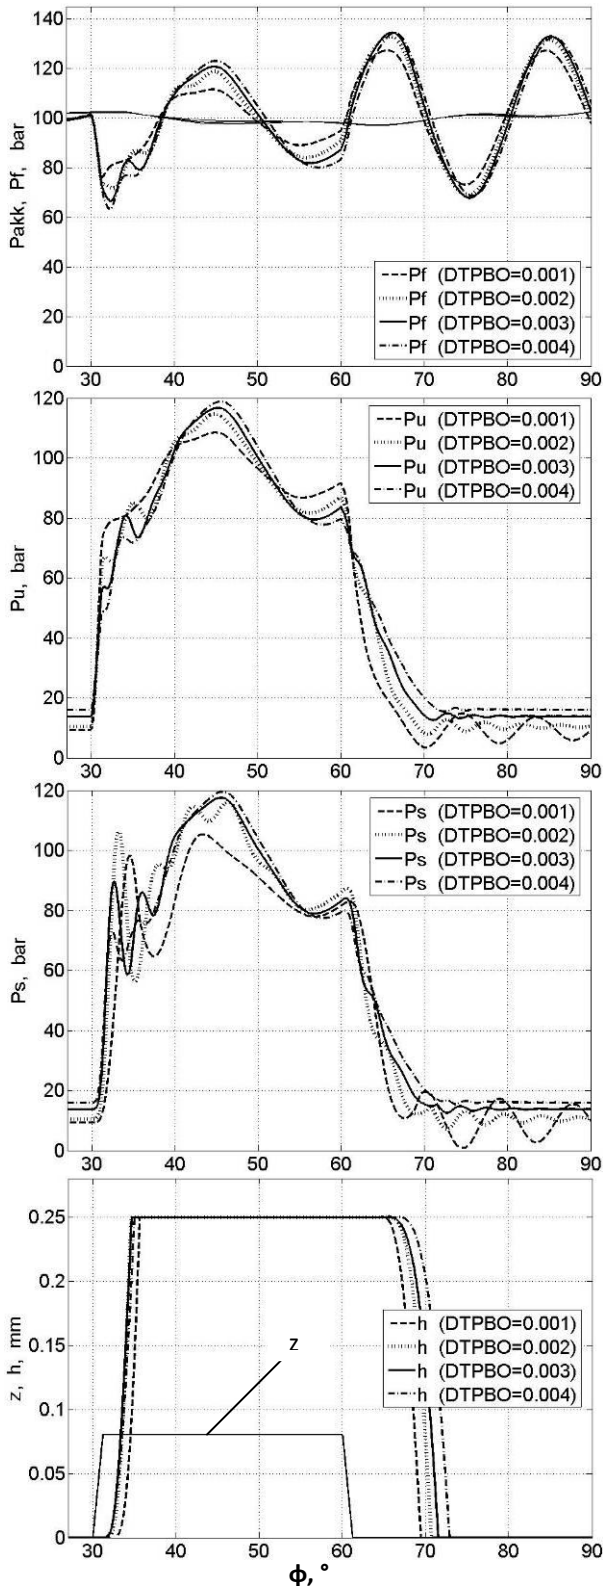 140
120
100
80
60
40
20
0
Pakk, Pf, bar
Pf (DTPBO=0.001)
Pf (DTPBO=0.002)
Pf (DTPBO=0.003)
Pf (DTPBO=0.004)
30 40 50 60 70 80 90
120
100
80
60
40
20
0
Pu, bar
Pu (DTPBO=0.001)
Pu (DTPBO=0.002)
Pu (DTPBO=0.003)
Pu (DTPBO=0.004)
30 40 50 60 70 80 90
120
100
80
60
40
20
0
Ps, bar
Ps (DTPBO=0.001)
Ps (DTPBO=0.002)
Ps (DTPBO=0.003)
Ps (DTPBO=0.004)
30 40 50 60 70 80 90
0.25
0.2
0.15
0.1
0.05
0
z, h, mm
z
h (DTPBO=0.001)
h (DTPBO=0.002)
h (DTPBO=0.003)
h (DTPBO=0.004)
30 40 50 60 70 80 90
ϕ, °